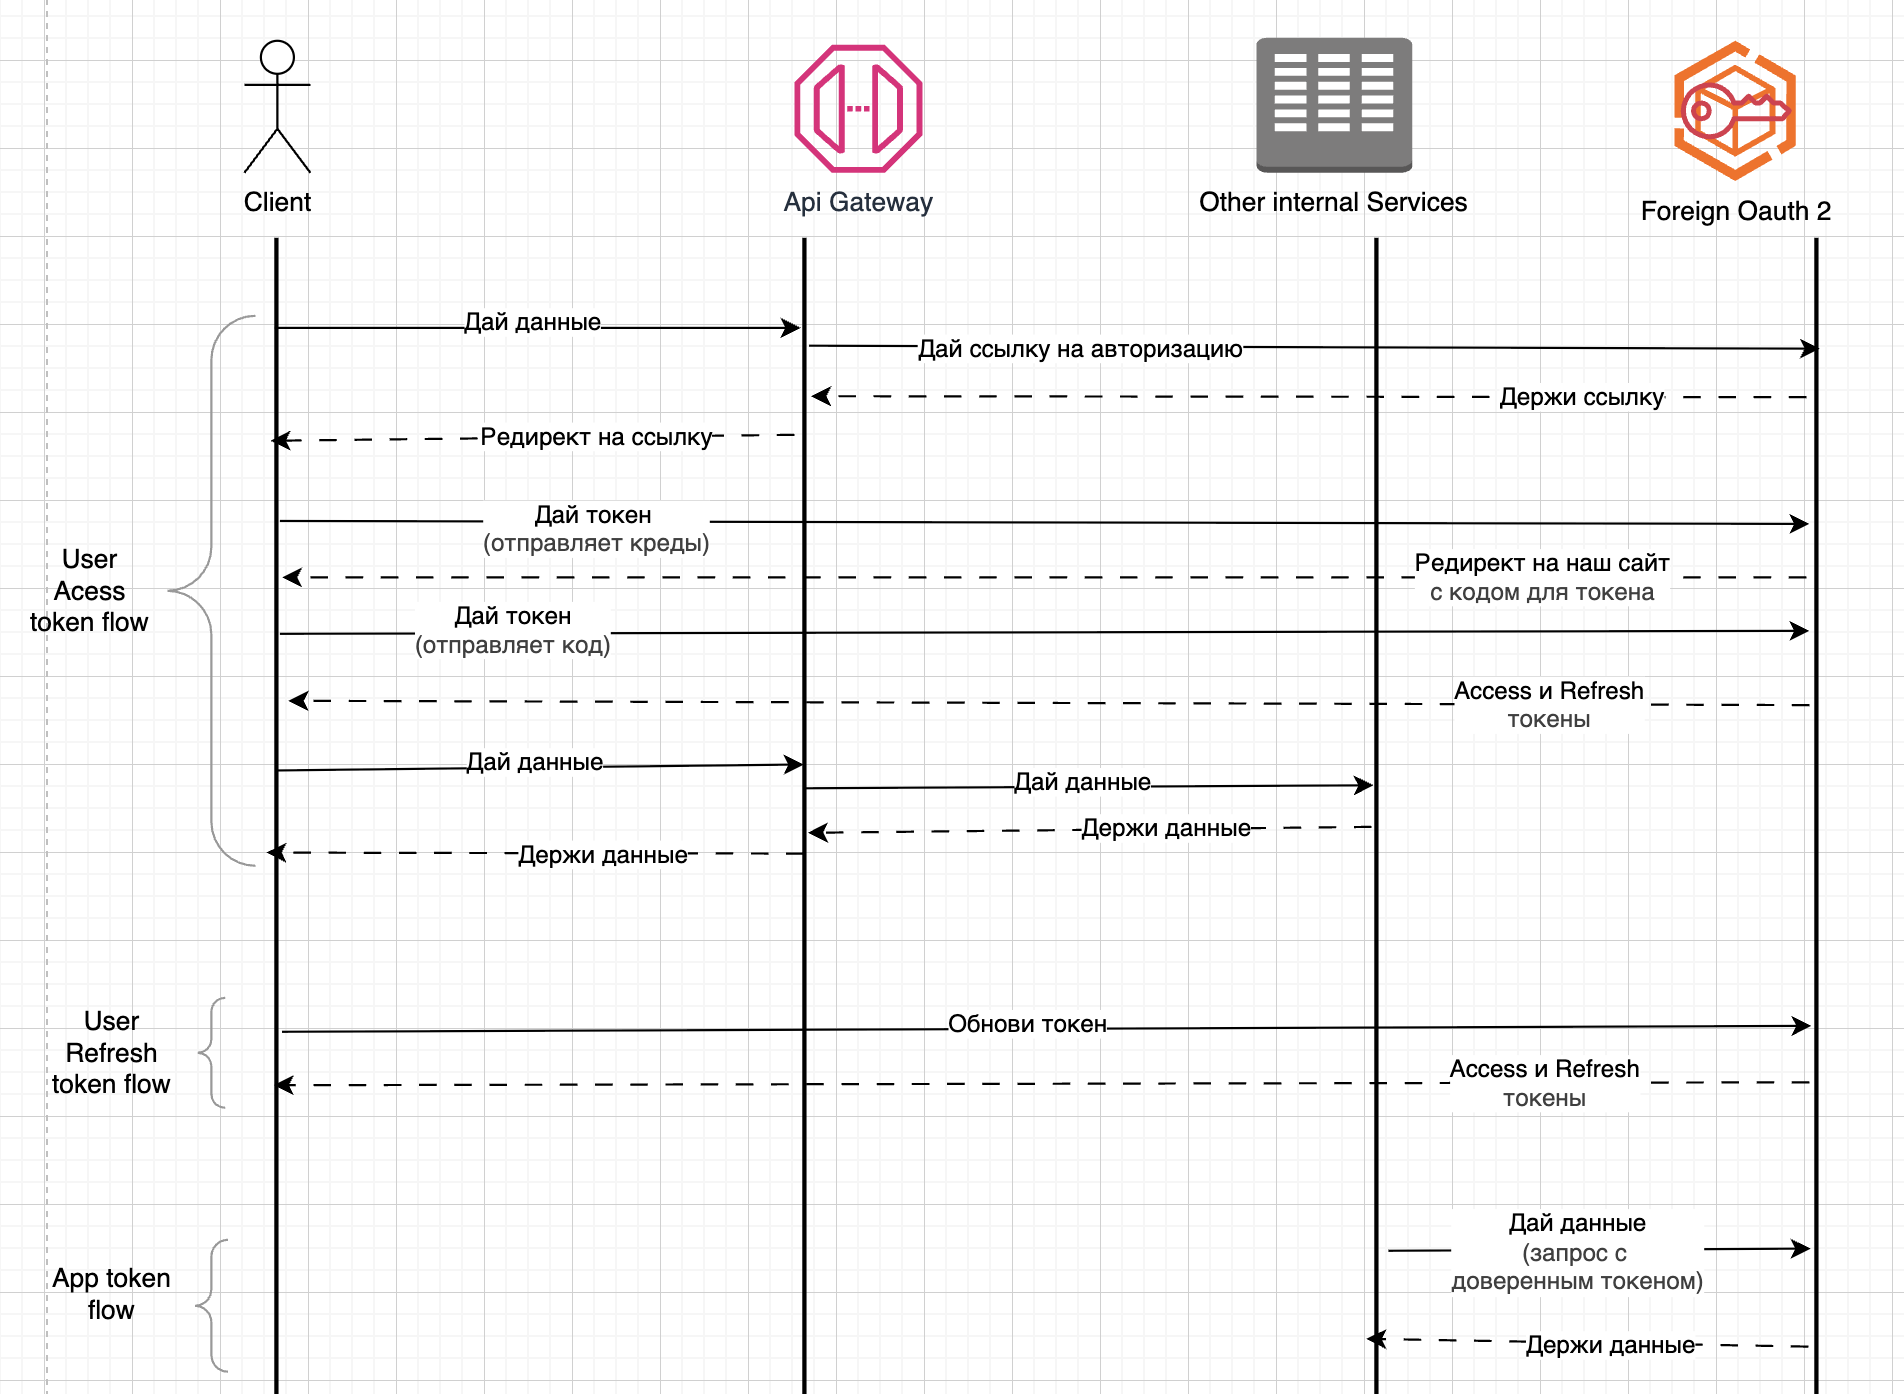 Client
Api Gateway
Other internal Services
Foreign Oauth 2
Дай данные
Дай ссылку на авторизацию
Держи ссылку
Редирект на ссылку
Дай токен
(отправляет креды)
Редирект на наш сайт
с кодом для токена
User
Acess
token flow
Дай токен
(отправляет код)
Access и Refresh
токены
Дай данные
Дай данные
Держи данные
Держи данные
User
Refresh
token flow
Обнови токен
Access и Refresh
токены
App token
flow
Дай данные
(запрос с
доверенным токеном)
Держи данные